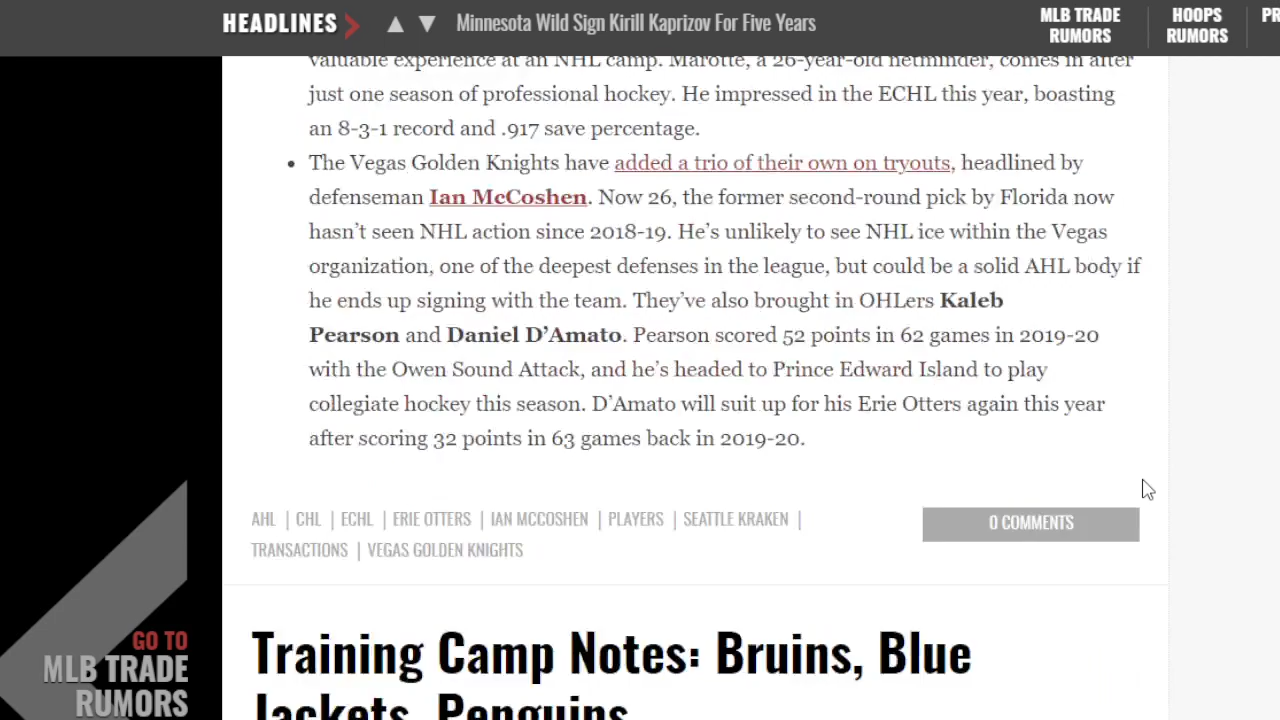 HEADLINES Minnesota Wild Sign Kirill Kaprizov For Five Years
MLB TRADE RUMORS
HOOPS RUMORS
PR
valuable experience at an NHL camp. Marotte, a 26-year-old netminder, comes in after
just one season of professional hockey. He impressed in the ECHL this year, boasting
an 8-3-1 record and .917 save percentage.
• The Vegas Golden Knights have added a trio of their own on tryouts, headlined by
defenseman Ian McCoshen. Now 26, the former second-round pick by Florida now
hasn’t seen NHL action since 2018-19. He’s unlikely to see NHL ice within the Vegas
organization, one of the deepest defenses in the league, but could be a solid AHL body if
he ends up signing with the team. They’ve also brought in OHLers Kaleb
Pearson and Daniel D’Amato. Pearson scored 52 points in 62 games in 2019-20
with the Owen Sound Attack, and he’s headed to Prince Edward Island to play
collegiate hockey this season. D’Amato will suit up for his Erie Otters again this year
after scoring 32 points in 63 games back in 2019-20.
AHL | CHL | ECHL | ERIE OTTERS | IAN MCCOSHEN | PLAYERS | SEATTLE KRAKEN |
TRANSACTIONS | VEGAS GOLDEN KNIGHTS
0 COMMENTS
Training Camp Notes: Bruins, Blue
Jackets, Penguins
GO TO
MLB TRADE
RUMORS